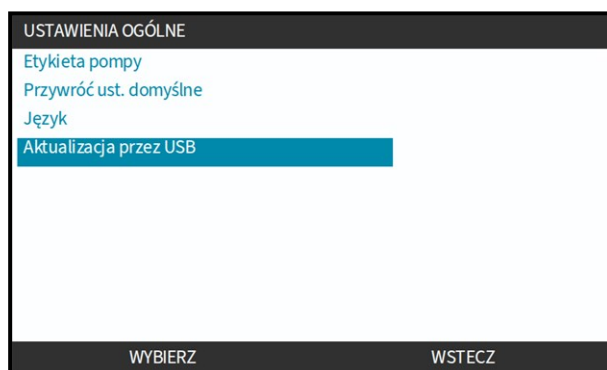 USTAWIENIA OGÓLNE
Etykieta pompy
Przywróć ust. domyślne
Język
Aktualizacja przez USB
WYBIERZ WSTECZ